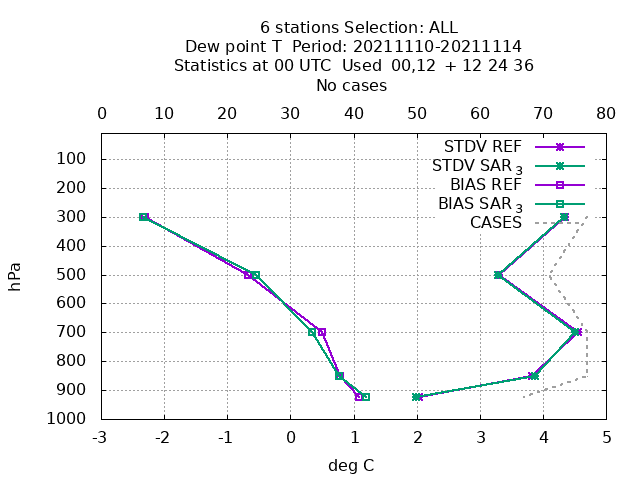 6 stations Selection: ALL
Dew point T  Period: 20211110-20211114
Statistics at 00 UTC  Used  00,12  + 12 24 36
No cases
0 10 20 30 40 50 60 70 80
STDV REF
STDV SAR 3
BIAS REF
BIAS SAR 3
CASES
100
200
300
400
500
600
700
800
900
1000
hPa
-3 -2 -1 0 1 2 3 4 5
deg C